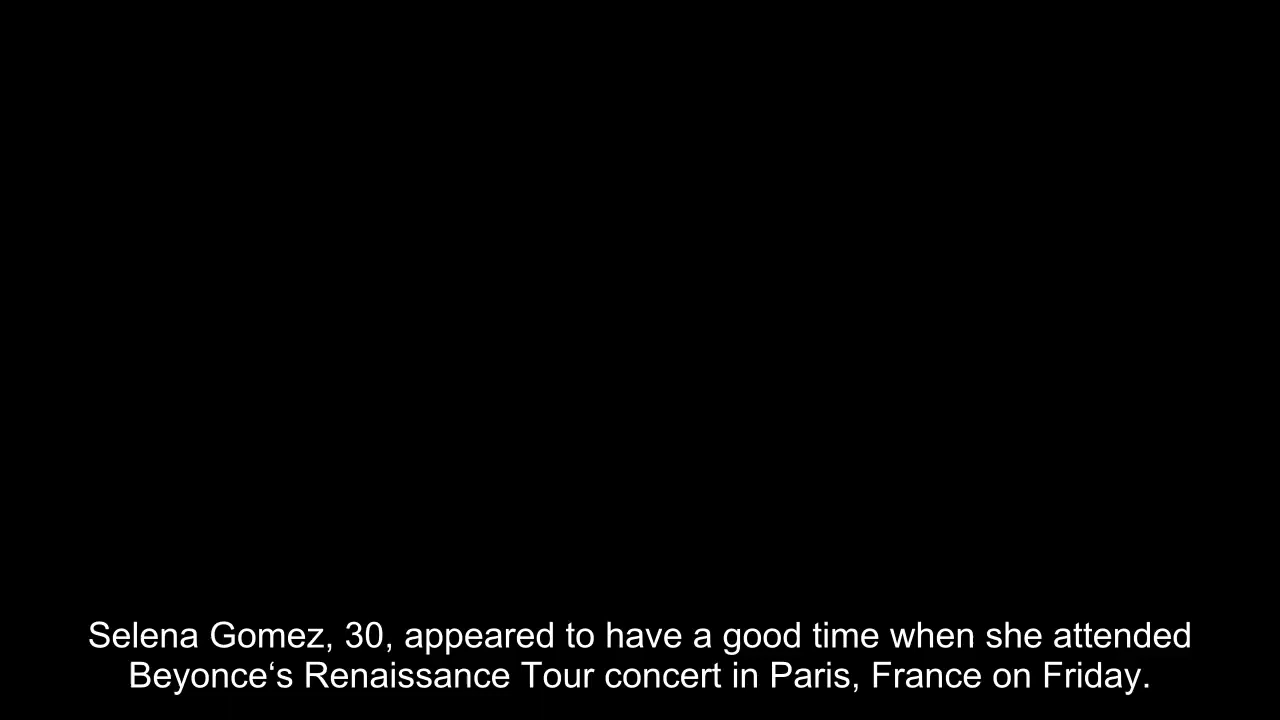 Selena Gomez, 30, appeared to have a good time when she attended
Beyonce‘s Renaissance Tour concert in Paris, France on Friday.